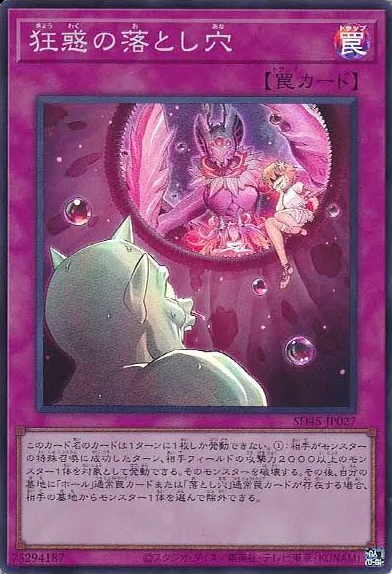 狂惑の落とし穴
罠
【罠カード】
SD45-JP027
このカード名のカードは1ターンに1枚しか発動できない。①：相手がモンスター
の特殊召喚に成功したターン、相手フィールドの攻撃力2000以上のモン
スター1体を対象として発動できる。そのモンスターを破壊する。その後、自分の
墓地に「ホール」通常罠カードまたは「落とし穴」通常罠カードが存在する場合、
相手の墓地からモンスター1体を選んで除外できる。
75294187
©スタジオ・ダイス／集英社・テレビ東京・KONAMI